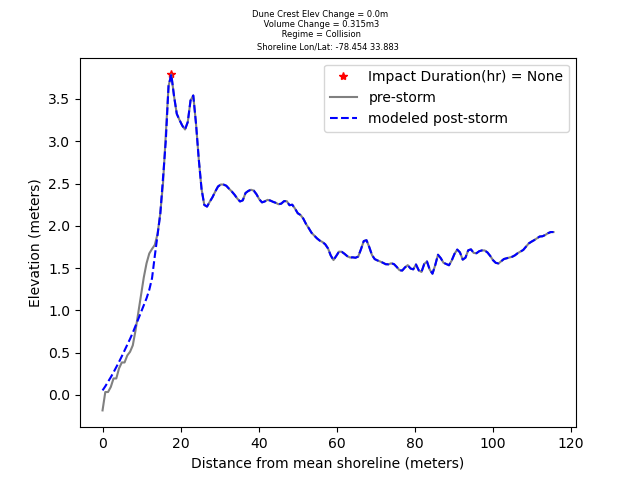 Dune Crest Elev Change = 0.0m
Volume Change = 0.315m3
Regime = Collision
Shoreline Lon/Lat: -78.454 33.883
Impact Duration(hr) = None
pre-storm
modeled post-storm
Elevation (meters)
3.5
3.0
2.5
2.0
1.5
1.0
0.5
0.0
0 20 40 60 80 100 120
Distance from mean shoreline (meters)